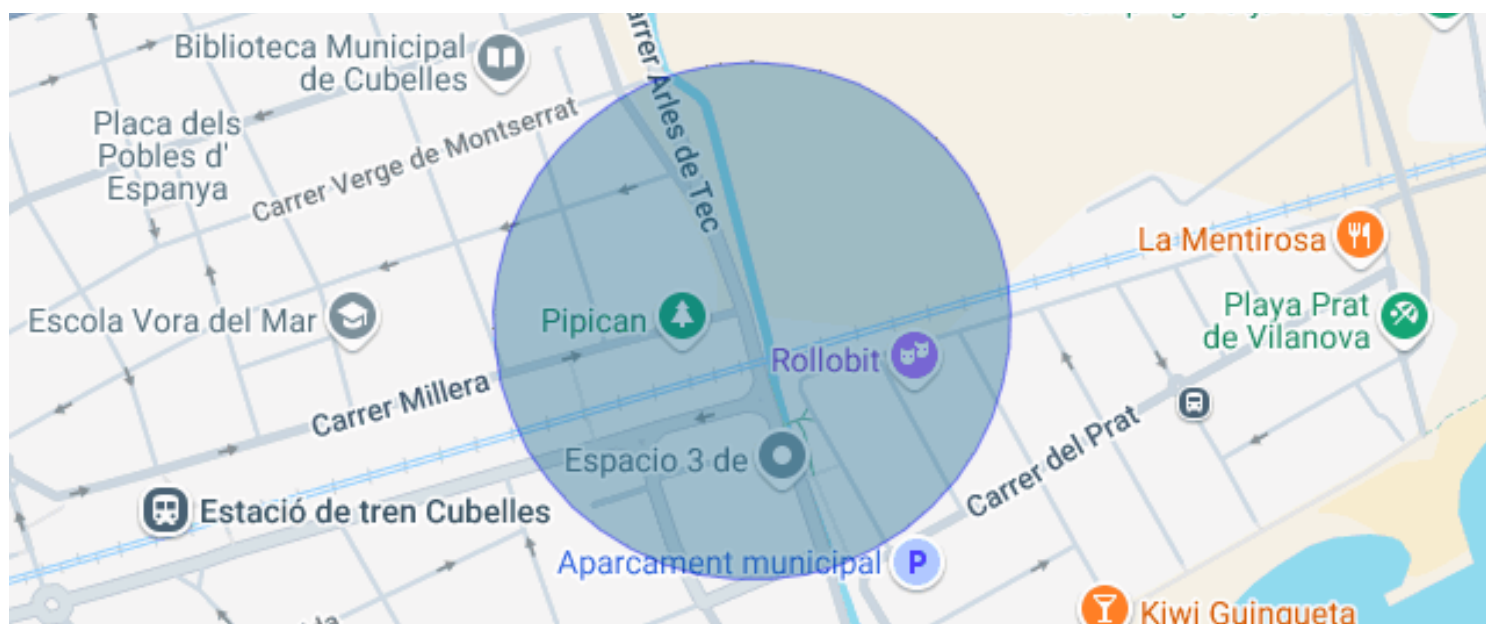 Biblioteca Municipal
de Cubelles
Carrer Arles de Tec
Placa dels
Pobles d'
Espanya
Carrer Verge de Montserrat
La Mentirosa
Escola Vora del Mar
Pipican
Playa Prat
de Vilanova
Rollobit
Carrer Millera
Carrer del Prat
Espacio 3 de
Estació de tren Cubelles
Aparcament municipal
P
Kiwi Guingueta